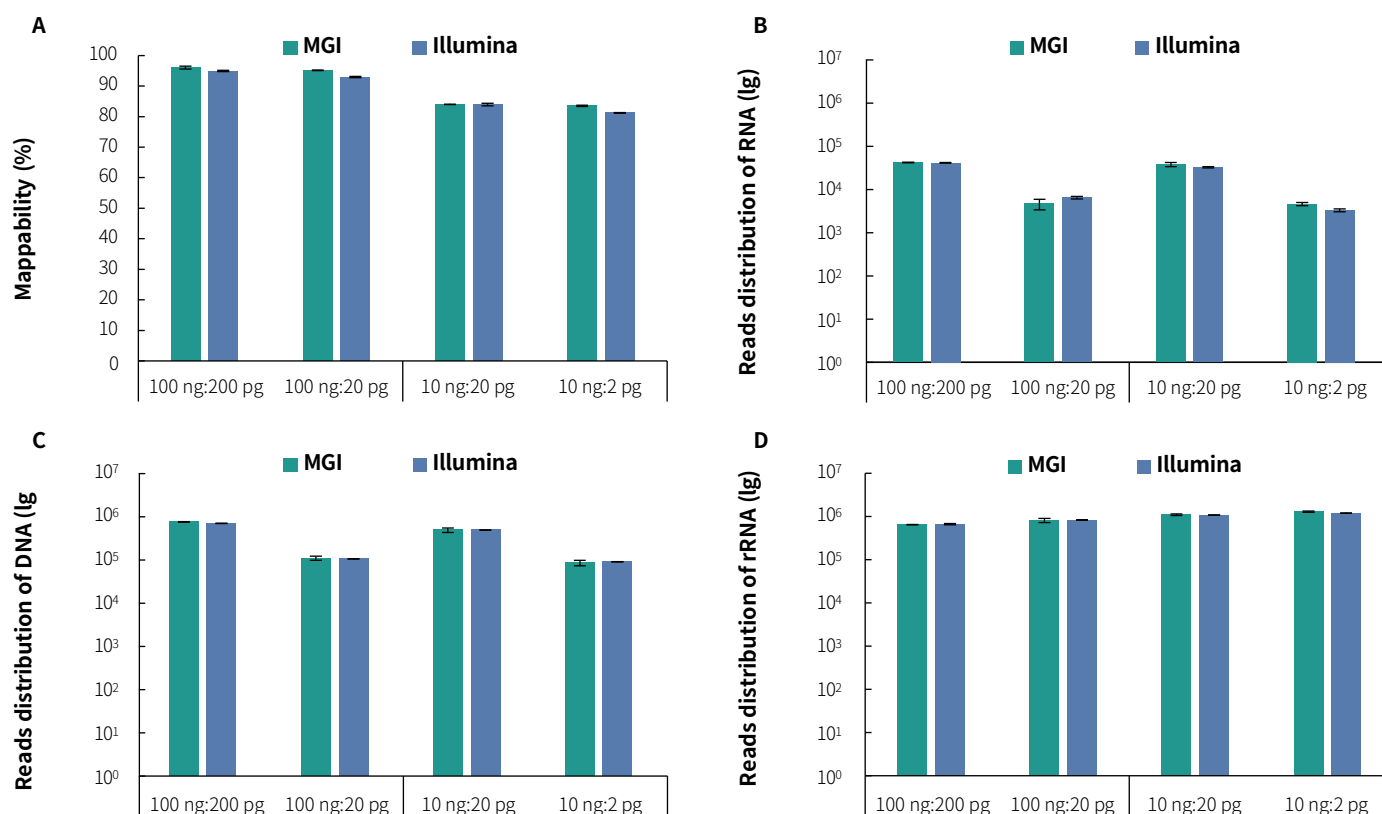 A
MGI Illumina
Mappability (%)
100
90
80
70
60
50
40
30
20
10
0
100 ng:200 pg 100 ng:20 pg 10 ng:20 pg 10 ng:2 pg
B
MGI Illumina
Reads distribution of RNA (lg)
10⁷
10⁶
10⁵
10⁴
10³
10²
10¹
10⁰
100 ng:200 pg 100 ng:20 pg 10 ng:20 pg 10 ng:2 pg
C
MGI Illumina
Reads distribution of DNA (lg
10⁷
10⁶
10⁵
10⁴
10³
10²
10¹
10⁰
100 ng:200 pg 100 ng:20 pg 10 ng:20 pg 10 ng:2 pg
D
MGI Illumina
Reads distribution of rRNA (lg)
10⁷
10⁶
10⁵
10⁴
10³
10²
10¹
10⁰
100 ng:200 pg 100 ng:20 pg 10 ng:20 pg 10 ng:2 pg